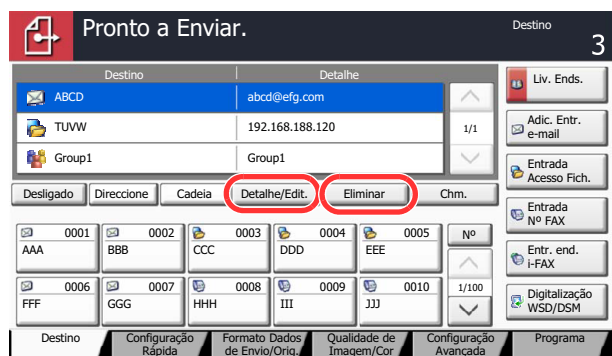 Pronto a Enviar.
Destino
3
Destino Detalhe
ABCD abcd@efg.com
TUVW 192.168.188.120
Group1 Group1
1/1
Desligado Direccione Cadeia Detalhe/Edit. Eliminar Chm.
0001 0002 0003 0004 0005
AAA BBB CCC DDD EEE
0006 0007 0008 0009 0010
FFF GGG HHH III JJJ
Nº
1/100
Liv. Ends.
Adic. Entr.
e-mail
Entrada
Acesso Fich.
Entrada
Nº FAX
Entr. end.
i-FAX
Digitalização
WSD/DSM
Destino
Configuração
Rápida
Formato Dados
de Envio/Orig.
Qualidade de
Imagem/Cor
Configuração
Avançada
Programa